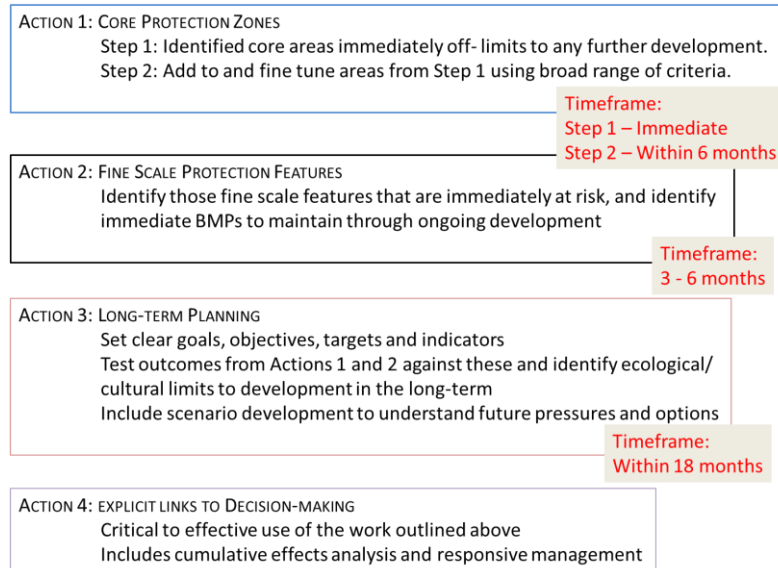 ACTION 1: CORE PROTECTION ZONES
Step 1: Identified core areas immediately off- limits to any further development.
Step 2: Add to and fine tune areas from Step 1 using broad range of criteria.
Timeframe:
Step 1 – Immediate
Step 2 – Within 6 months
ACTION 2: FINE SCALE PROTECTION FEATURES
Identify those fine scale features that are immediately at risk, and identify
immediate BMPs to maintain through ongoing development
Timeframe:
3 - 6 months
ACTION 3: LONG-TERM PLANNING
Set clear goals, objectives, targets and indicators
Test outcomes from Actions 1 and 2 against these and identify ecological/
cultural limits to development in the long-term
Include scenario development to understand future pressures and options
Timeframe:
Within 18 months
ACTION 4: EXPLICIT LINKS TO DECISION-MAKING
Critical to effective use of the work outlined above
Includes cumulative effects analysis and responsive management